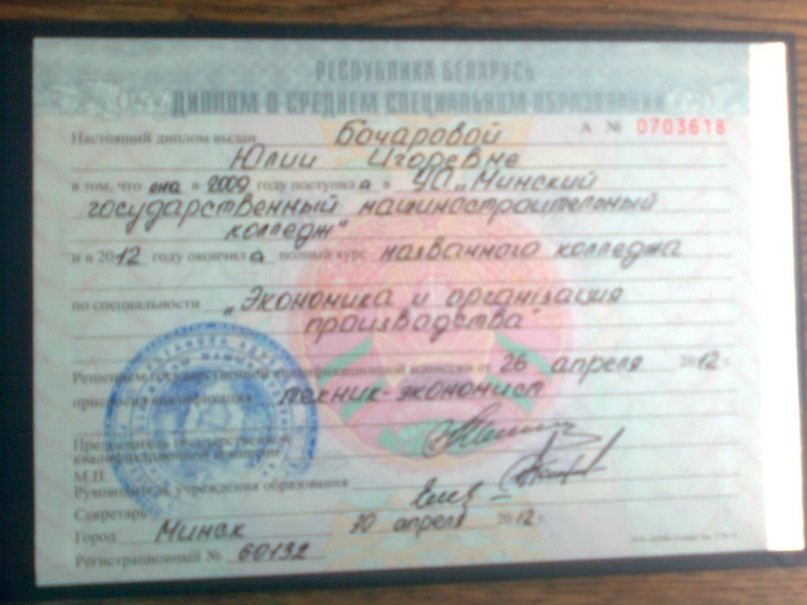 РЕСПУБЛИКА БЕЛАРУСЬ
ДИПЛОМ О СРЕДНЕМ СПЕЦИАЛЬНОМ ОБРАЗОВАНИИ
А № 0703618
Настоящий диплом выдан Бочаровой
Юлии Игоревне
в том, что она в 2009 году поступила в УО „Минский
государственный машиностроительный
колледж"
и в 2012 году окончила полный курс названного колледжа
по специальности „Экономика и организация
производства"
Решением государственной квалификационной комиссии от 26 апреля 2012 г.
присвоена квалификация техник-экономист
Председатель государственной
квалификационной комиссии
М.П.
Руководитель учреждения образования
Секретарь
Город Минск 30 апреля 2012 г.
Регистрационный № 60132